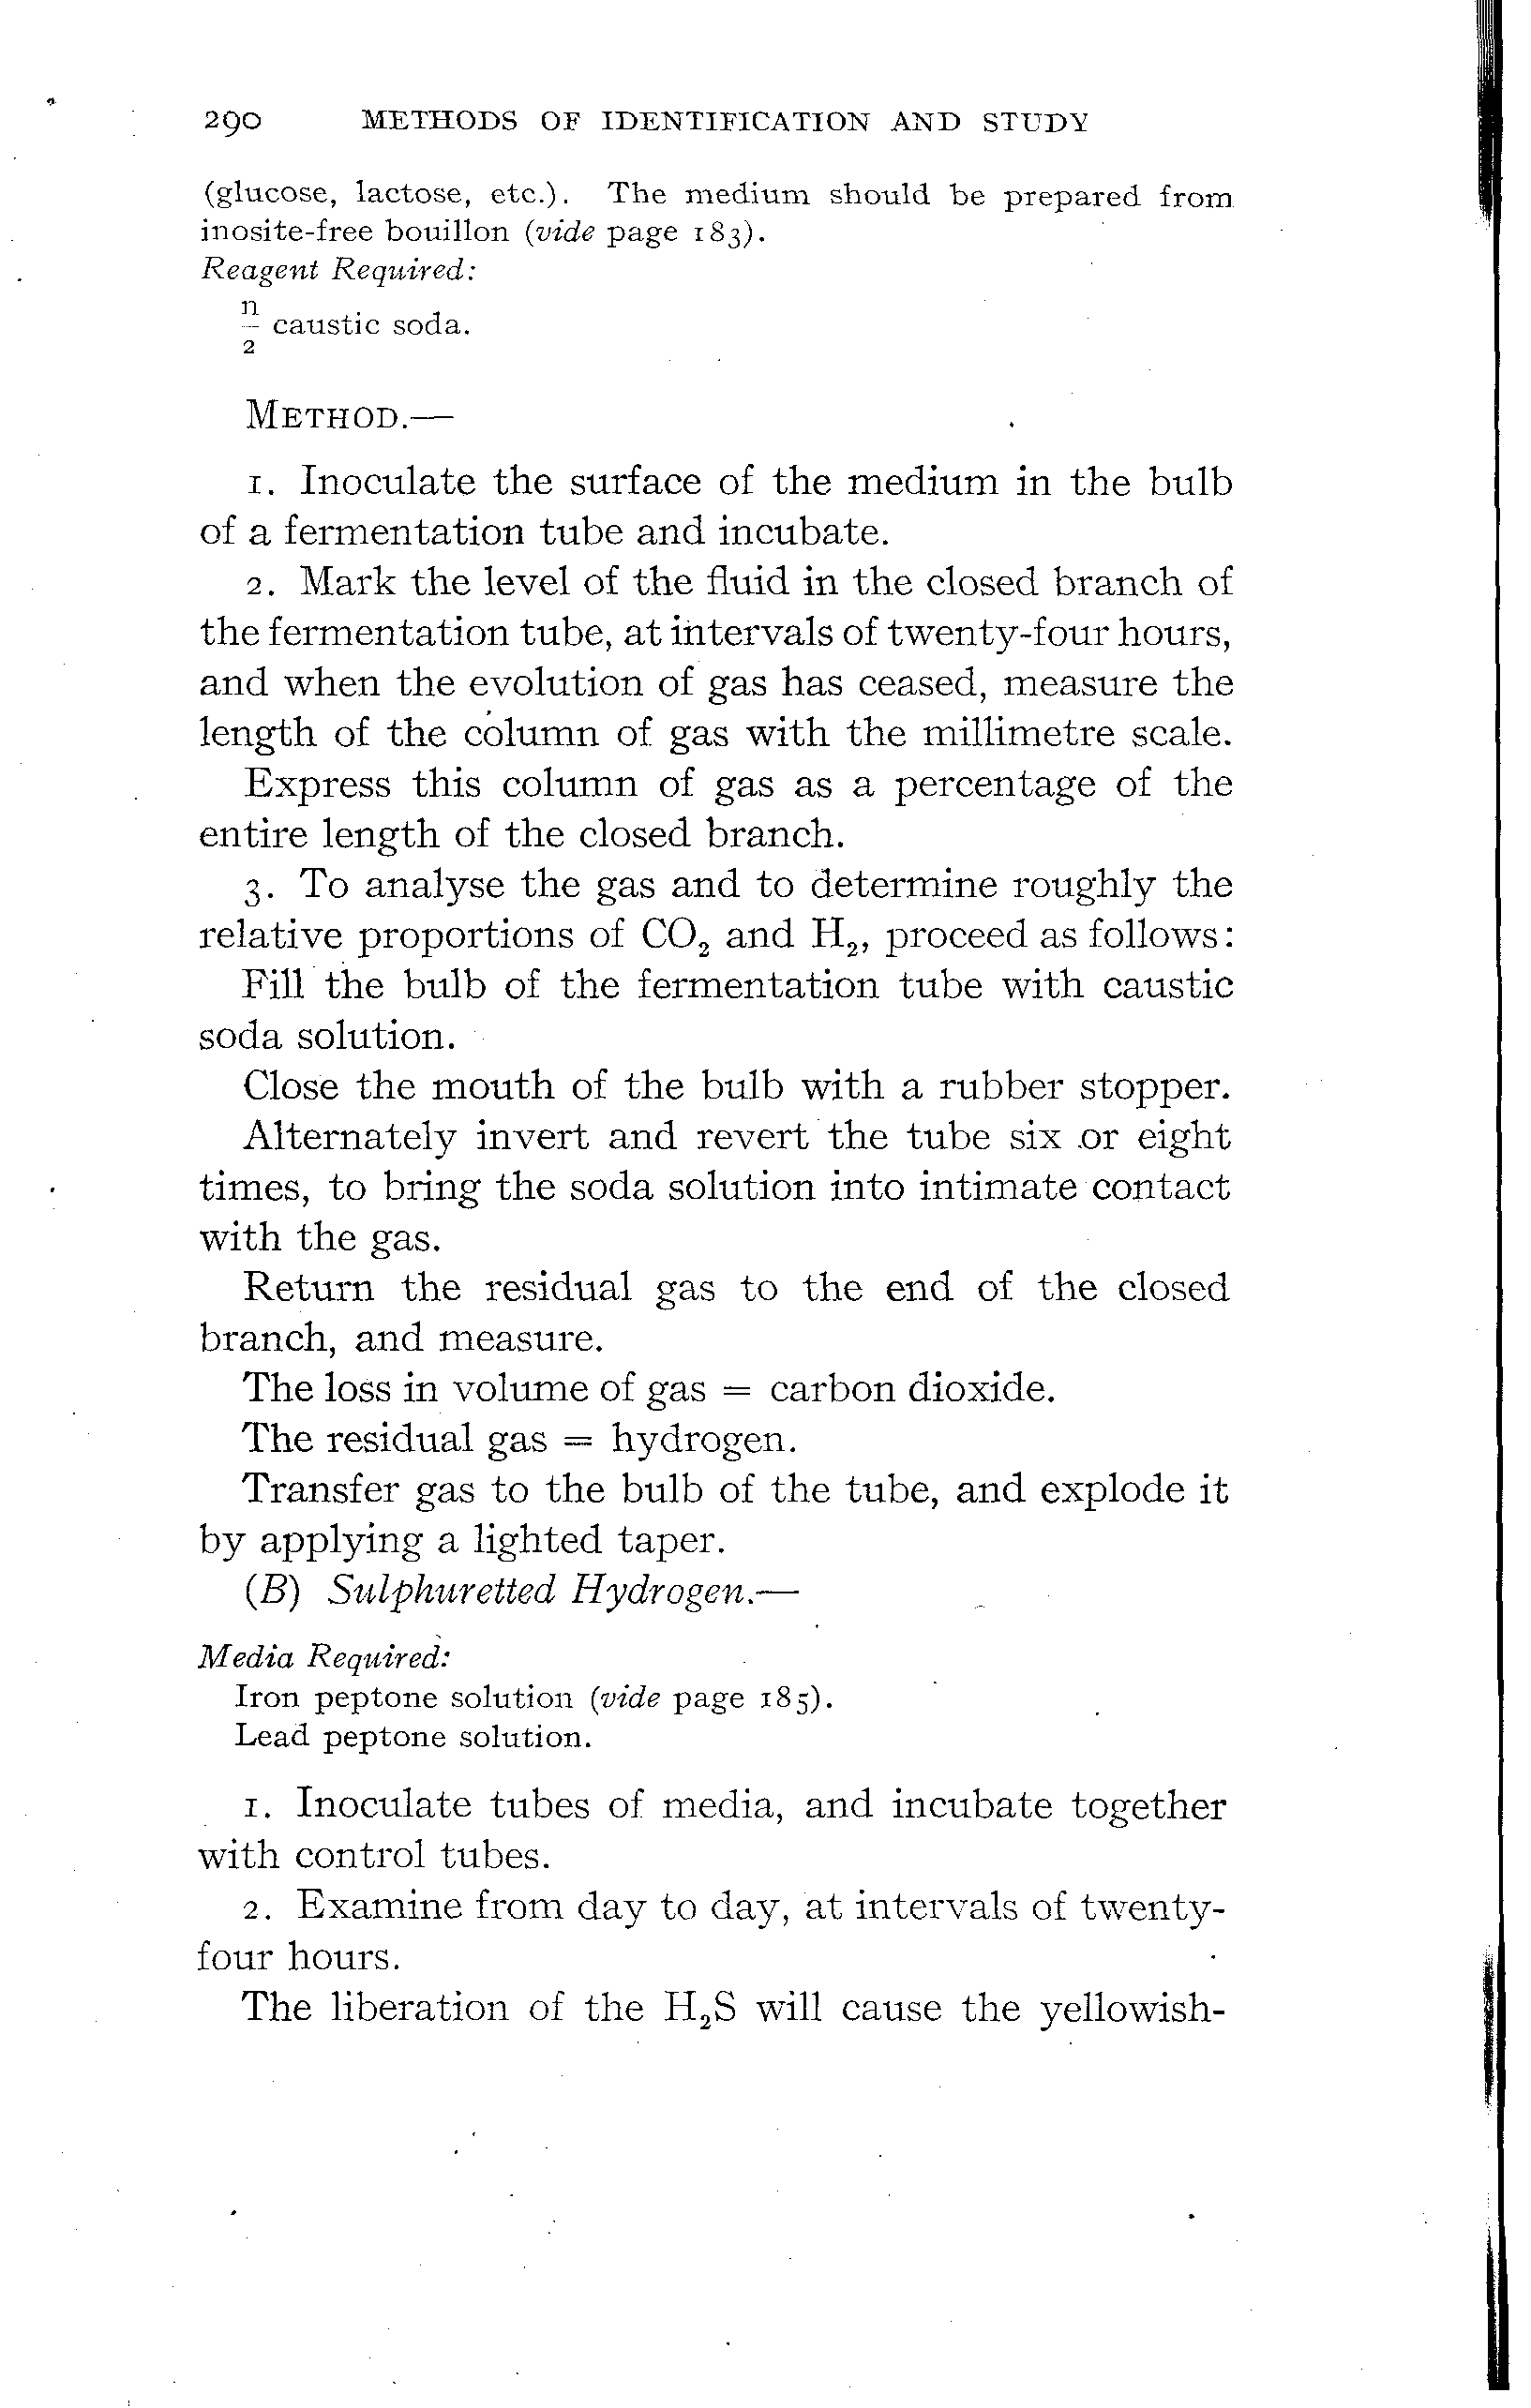 290 METHODS OF IDENTIFICATION AND STUDY
(glucose, lactose, etc.). The medium should be prepared from
inosite-free bouillon (vide page 183).
Reagent Required:
n
— caustic soda.
2
METHOD.—
1. Inoculate the surface of the medium in the bulb
of a fermentation tube and incubate.
2. Mark the level of the fluid in the closed branch of
the fermentation tube, at intervals of twenty-four hours,
and when the evolution of gas has ceased, measure the
length of the column of gas with the millimetre scale.
Express this column of gas as a percentage of the
entire length of the closed branch.
3. To analyse the gas and to determine roughly the
relative proportions of CO₂ and H₂, proceed as follows:
Fill the bulb of the fermentation tube with caustic
soda solution.
Close the mouth of the bulb with a rubber stopper.
Alternately invert and revert the tube six or eight
times, to bring the soda solution into intimate contact
with the gas.
Return the residual gas to the end of the closed
branch, and measure.
The loss in volume of gas = carbon dioxide.
The residual gas = hydrogen.
Transfer gas to the bulb of the tube, and explode it
by applying a lighted taper.
(B) Sulphuretted Hydrogen.—
Media Required:
Iron peptone solution (vide page 185).
Lead peptone solution.
1. Inoculate tubes of media, and incubate together
with control tubes.
2. Examine from day to day, at intervals of twenty-
four hours.
The liberation of the H₂S will cause the yellowish-